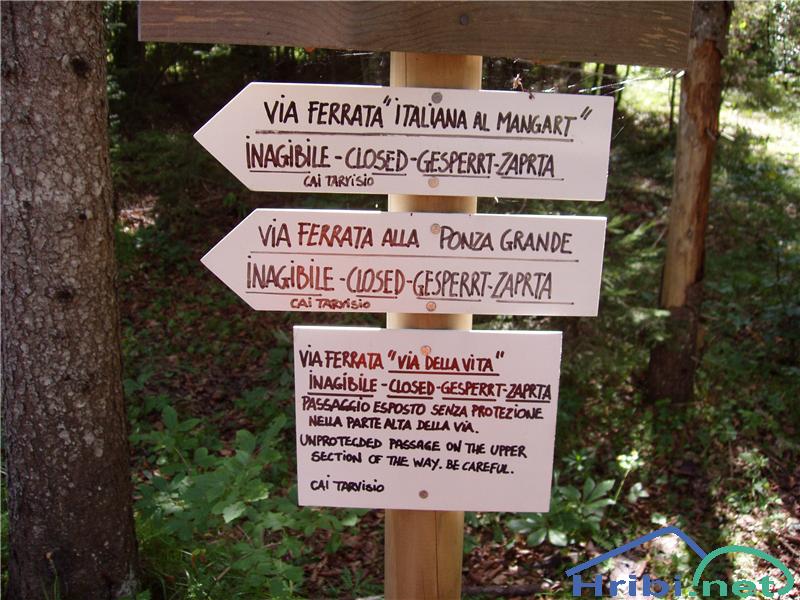 VIA FERRATA "ITALIANA AL MANGART"
INAGIBILE-CLOSED-GESPERRT-ZAPRTA
CAI TARVISIO
VIA FERRATA ALLA PONZA GRANDE
INAGIBILE-CLOSED-GESPERRT-ZAPRTA
CAI TARVISIO
VIA FERRATA "VIA DELLA VITA"
INAGIBILE-CLOSED-GESPERRT-ZAPRTA
PASSAGGIO ESPOSTO SENZA PROTEZIONE
NELLA PARTE ALTA DELLA VIA.
UNPROTECDED PASSAGE ON THE UPPER
SECTION OF THE WAY. BE CAREFUL.
CAI TARVISIO
Hribi.net